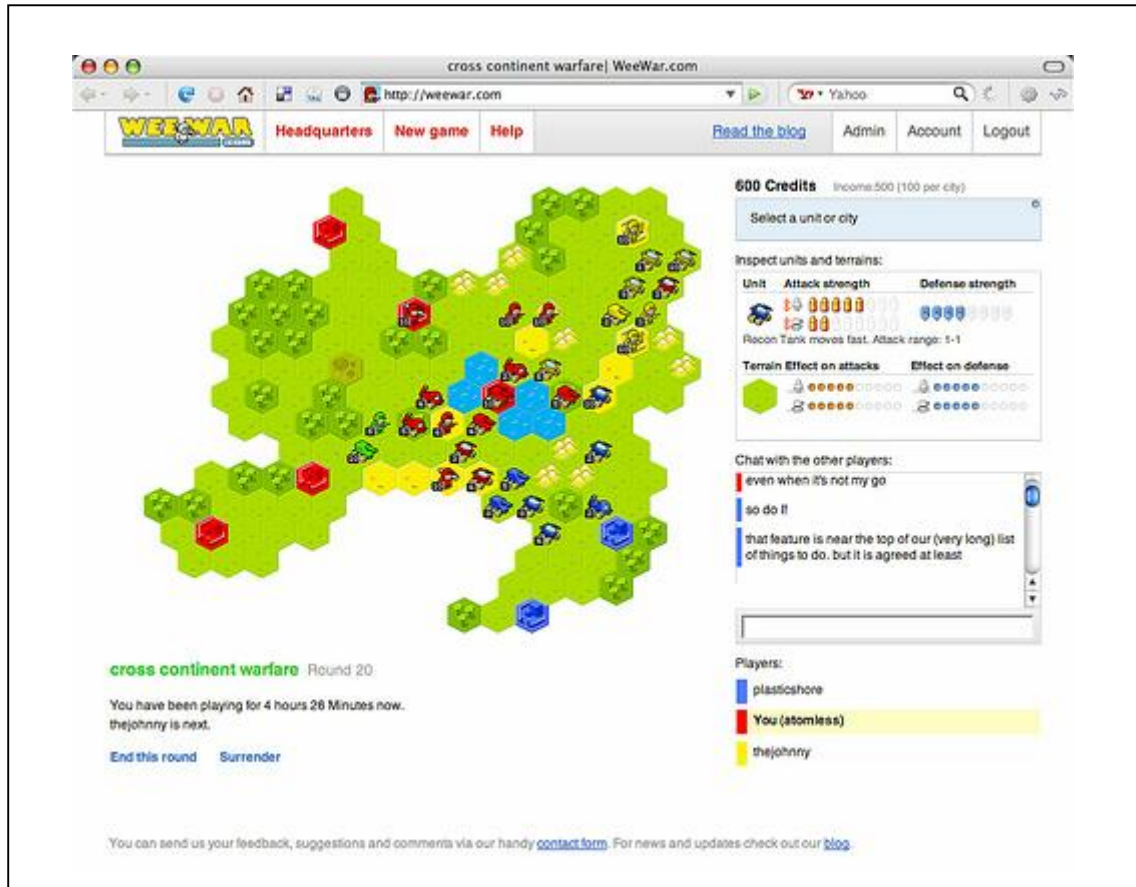 cross continent warfare| WeeWar.com
http://weewar.com
Yahoo
WEEWAR
Headquarters
New game
Help
Read the blog
Admin
Account
Logout
600 Credits Income:500 (100 per city)
Select a unit or city
Inspect units and terrains:
Unit Attack strength Defense strength
Recon Tank moves fast. Attack range: 1-1
Terrain Effect on attacks Effect on defense
Chat with the other players:
even when it's not my go
so do I!
that feature is near the top of our (very long) list
of things to do. but it is agreed at least
cross continent warfare Round 20
You have been playing for 4 hours 26 Minutes now.
thejohnny is next.
End this round Surrender
Players:
plasticshore
You (atomless)
thejohnny
You can send us your feedback, suggestions and comments via our handy contact form. For news and updates check out our blog.